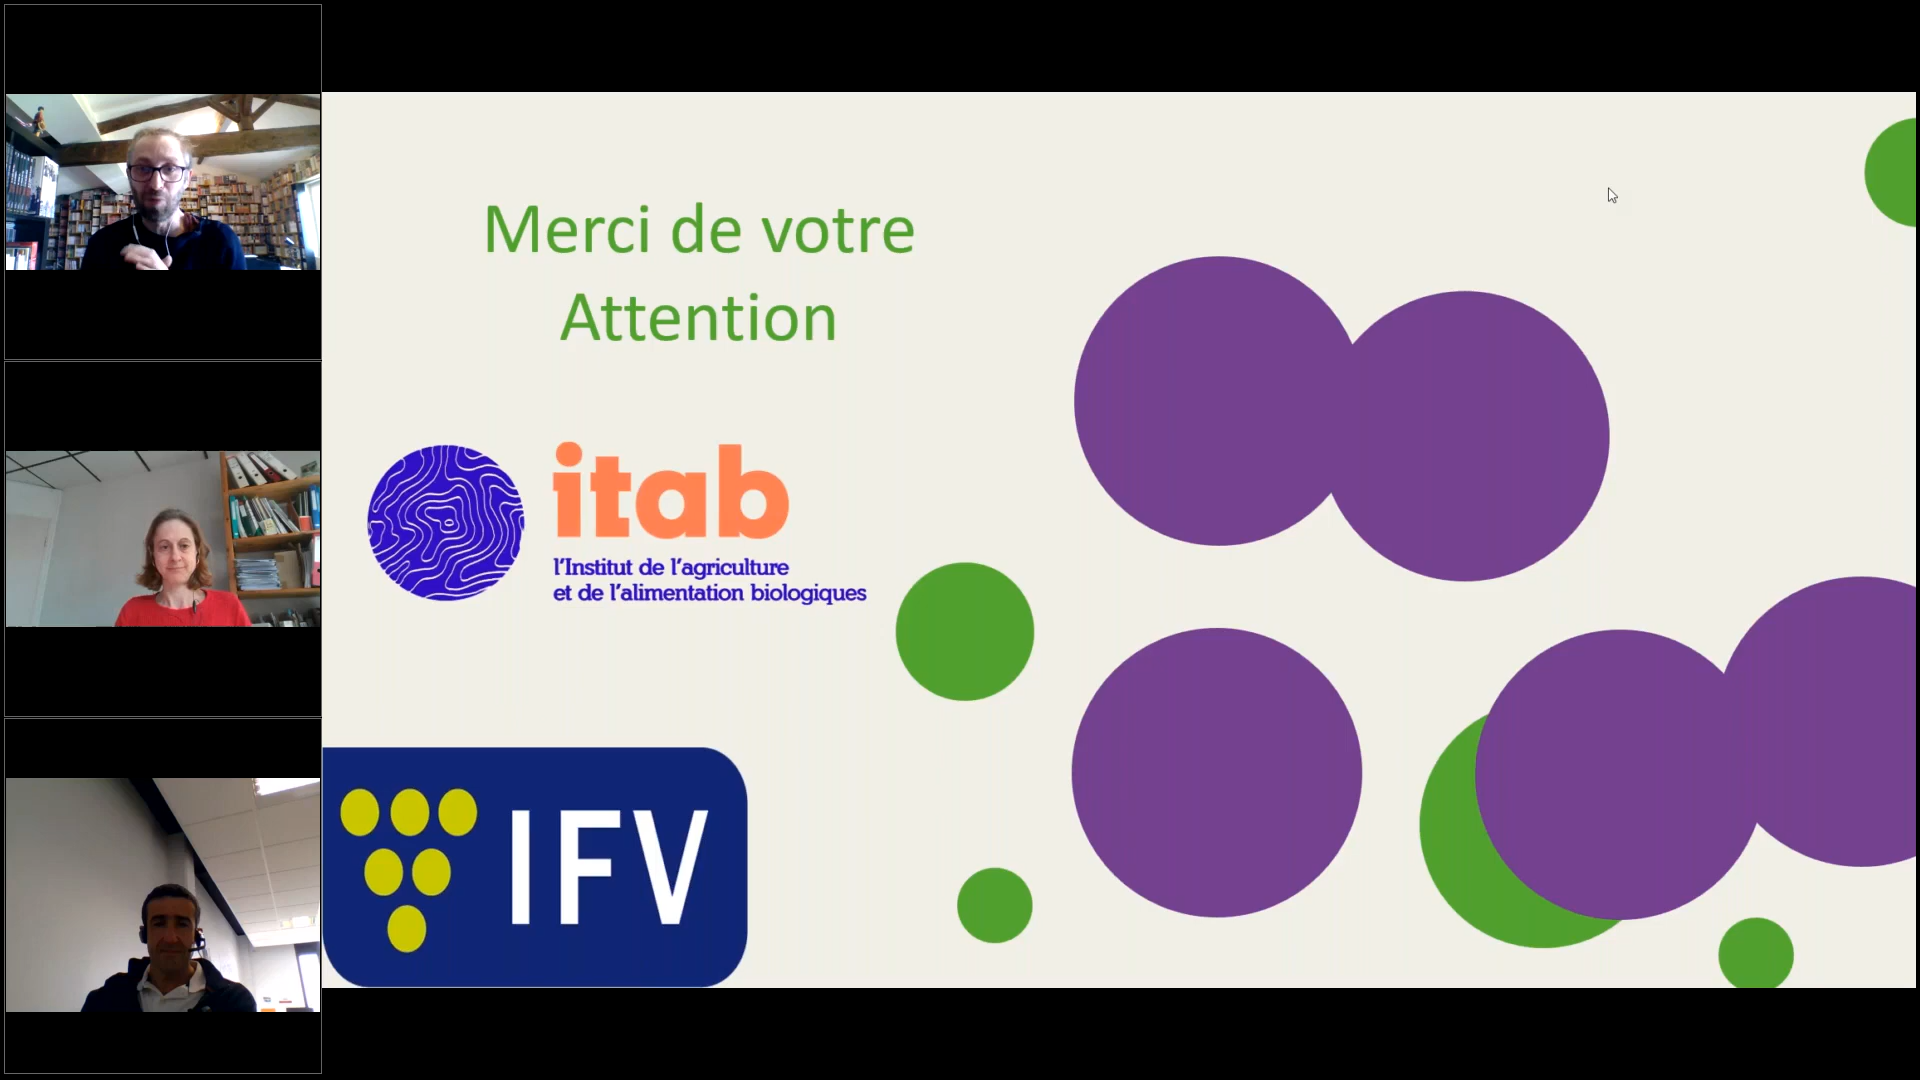 Merci de votre
Attention
itab
l'Institut de l'agriculture
et de l'alimentation biologiques
IFV